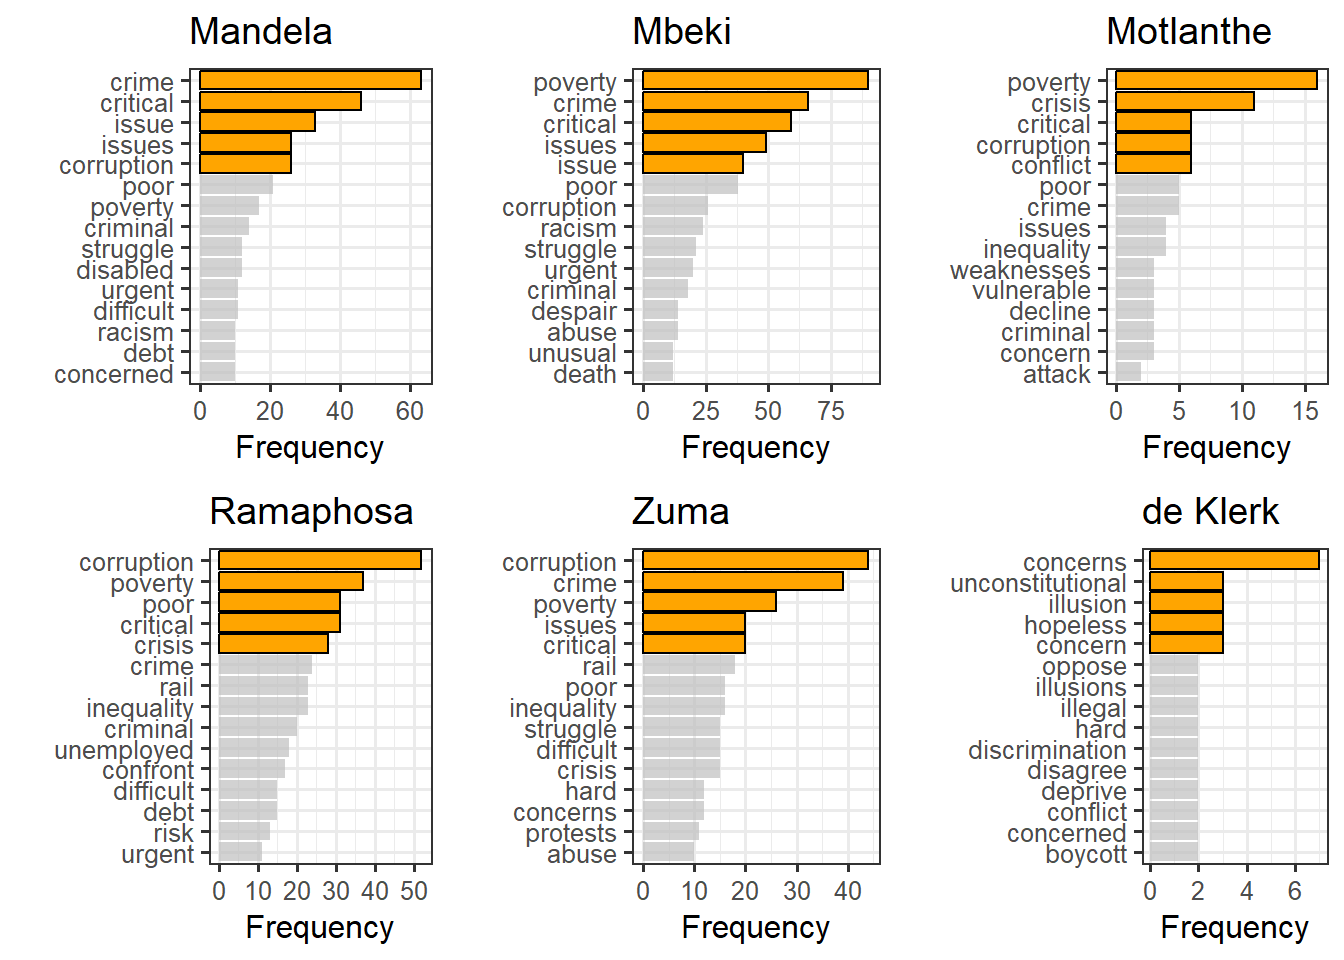 Mandela
crime
critical
issue
issues
corruption
poor
poverty
criminal
struggle
disabled
urgent
difficult
racism
debt
concerned
0 20 40 60
Frequency
Mbeki
poverty
crime
critical
issues
issue
poor
corruption
racism
struggle
urgent
criminal
despair
abuse
unusual
death
0 25 50 75
Frequency
Motlanthe
poverty
crisis
critical
corruption
conflict
poor
crime
issues
inequality
weaknesses
vulnerable
decline
criminal
concern
attack
0 5 10 15
Frequency
Ramaphosa
corruption
poverty
poor
critical
crisis
crime
rail
inequality
criminal
unemployed
confront
difficult
debt
risk
urgent
0 10 20 30 40 50
Frequency
Zuma
corruption
crime
poverty
issues
critical
rail
poor
inequality
struggle
difficult
crisis
hard
concerns
protests
abuse
0 10 20 30 40
Frequency
de Klerk
concerns
unconstitutional
illusion
hopeless
concern
oppose
illusions
illegal
hard
discrimination
disagree
deprive
conflict
concerned
boycott
0 2 4 6
Frequency